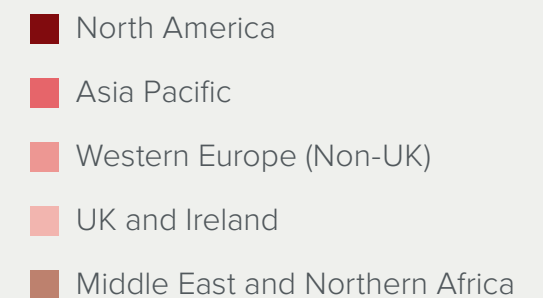 North America
Asia Pacific
Western Europe (Non-UK)
UK and Ireland
Middle East and Northern Africa